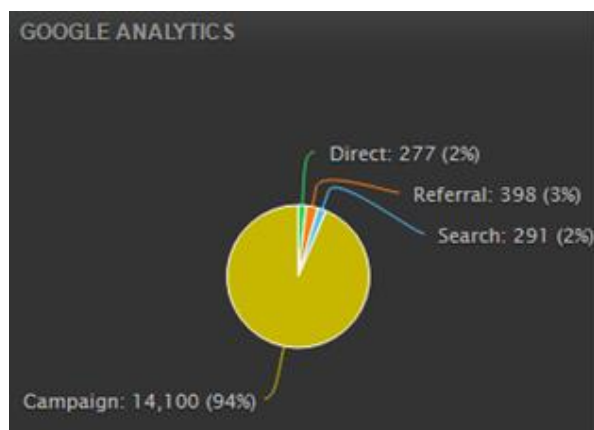 GOOGLE ANALYTICS
Direct: 277 (2%)
Referral: 398 (3%)
Search: 291 (2%)
Campaign: 14,100 (94%)